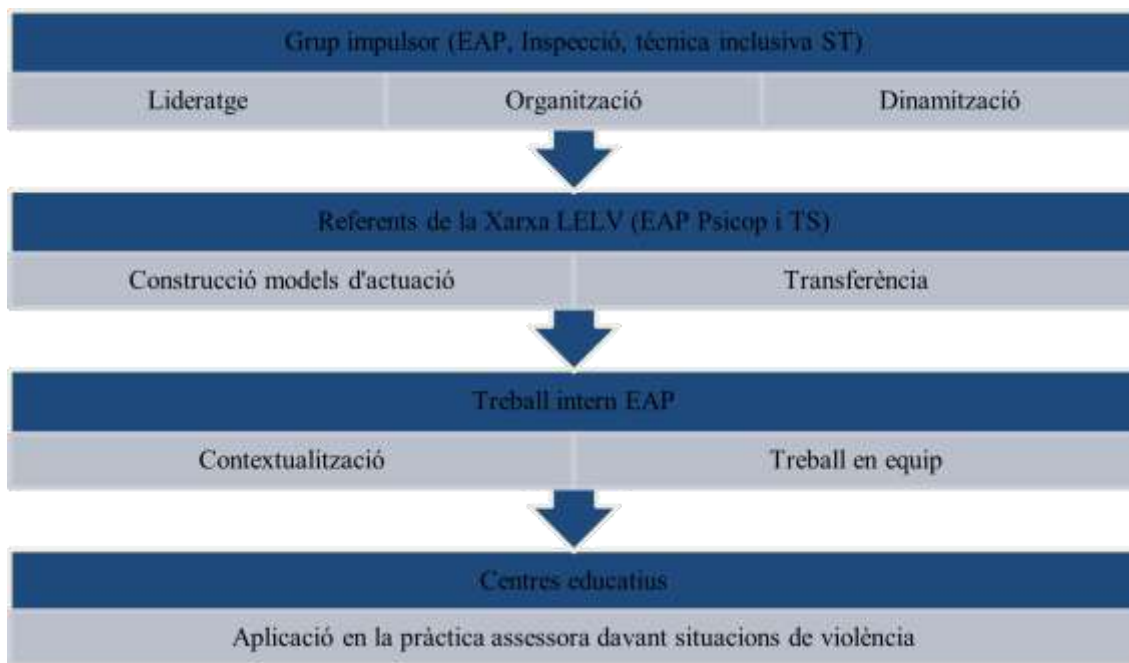 Grup impulsor (EAP, Inspecció, técnica inclusiva ST)
Lideratge
Organització
Dinamització
Referents de la Xarxa LELV (EAP Psicop i TS)
Construcció models d'actuació
Transferència
Treball intern EAP
Contextualització
Treball en equip
Centres educatius
Aplicació en la pràctica assessora davant situacions de violència